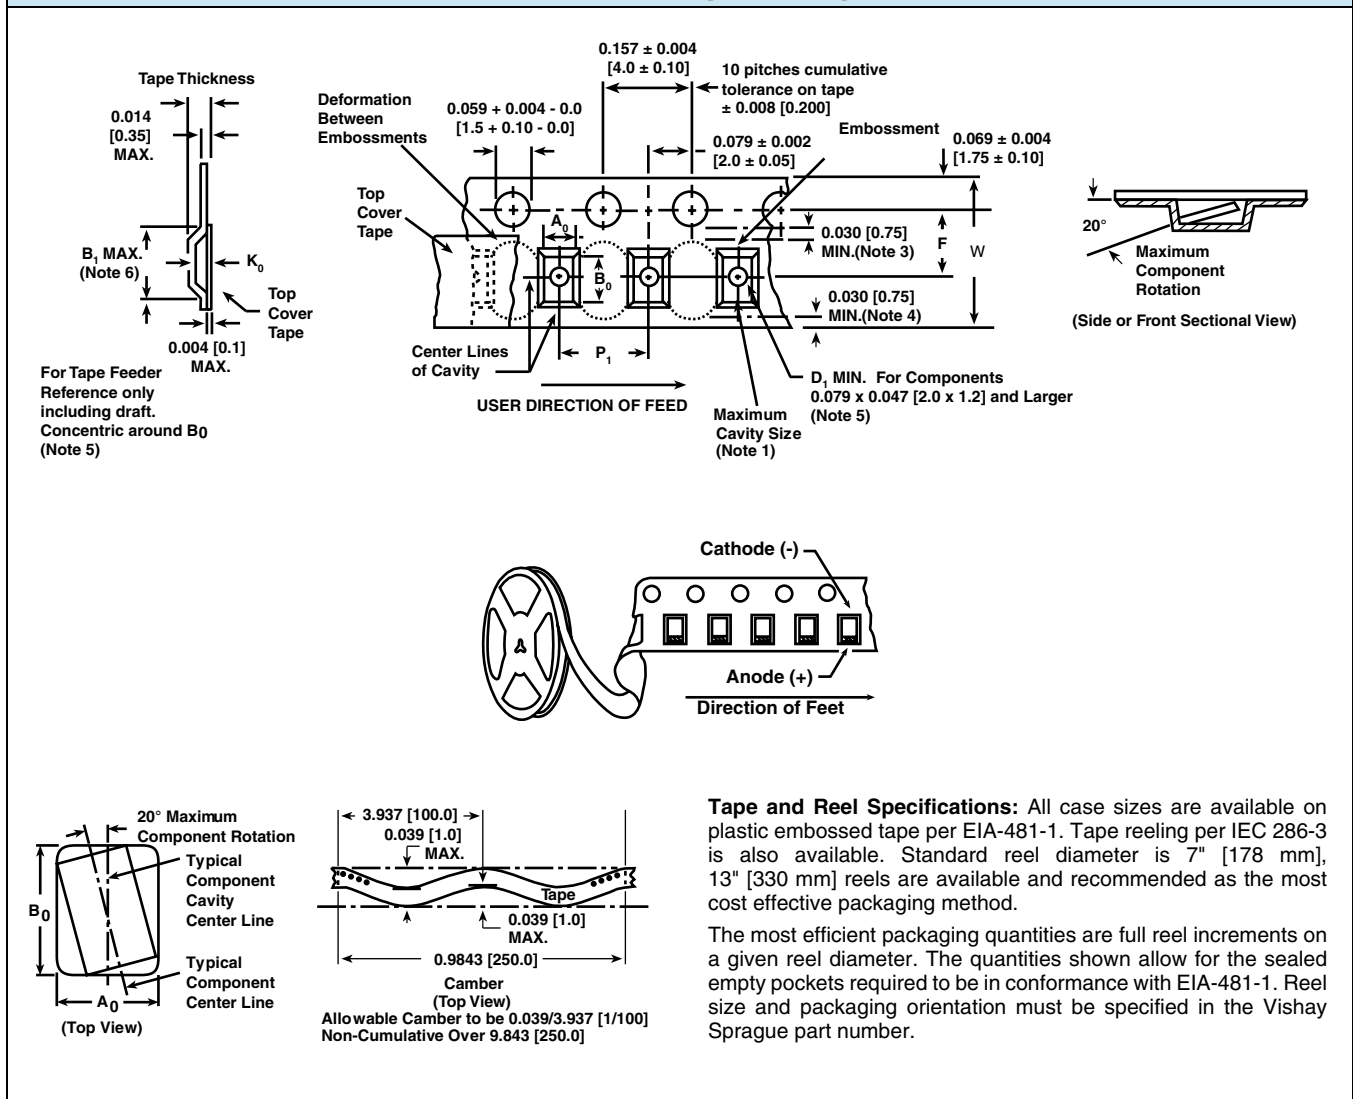 Tape Thickness
0.014
[0.35]
MAX.
B1 MAX.
(Note 6)
K0
Top
Cover
Tape
0.004 [0.1]
MAX.
For Tape Feeder
Reference only
including draft.
Concentric around B0
(Note 5)
Deformation
Between
Embossments
Top
Cover
Tape
0.059 + 0.004 - 0.0
[1.5 + 0.10 - 0.0]
0.157 ± 0.004
[4.0 ± 0.10]
10 pitches cumulative
tolerance on tape
± 0.008 [0.200]
0.079 ± 0.002
[2.0 ± 0.05]
Embossment
0.069 ± 0.004
[1.75 ± 0.10]
A0
B0
0.030 [0.75]
MIN.(Note 3)
F
W
0.030 [0.75]
MIN.(Note 4)
Center Lines
of Cavity
P1
USER DIRECTION OF FEED
D1 MIN. For Components
0.079 x 0.047 [2.0 x 1.2] and Larger
(Note 5)
Maximum
Cavity Size
(Note 1)
20°
Maximum
Component
Rotation
(Side or Front Sectional View)
Cathode (-)
Anode (+)
Direction of Feet
20° Maximum
Component Rotation
Typical
Component
Cavity
Center Line
B0
Typical
Component
Center Line
A0
(Top View)
3.937 [100.0]
0.039 [1.0]
MAX.
Tape
0.039 [1.0]
MAX.
0.9843 [250.0]
Camber
(Top View)
Allowable Camber to be 0.039/3.937 [1/100]
Non-Cumulative Over 9.843 [250.0]
Tape and Reel Specifications: All case sizes are available on
plastic embossed tape per EIA-481-1. Tape reeling per IEC 286-3
is also available. Standard reel diameter is 7" [178 mm],
13" [330 mm] reels are available and recommended as the most
cost effective packaging method.
The most efficient packaging quantities are full reel increments on
a given reel diameter. The quantities shown allow for the sealed
empty pockets required to be in conformance with EIA-481-1. Reel
size and packaging orientation must be specified in the Vishay
Sprague part number.